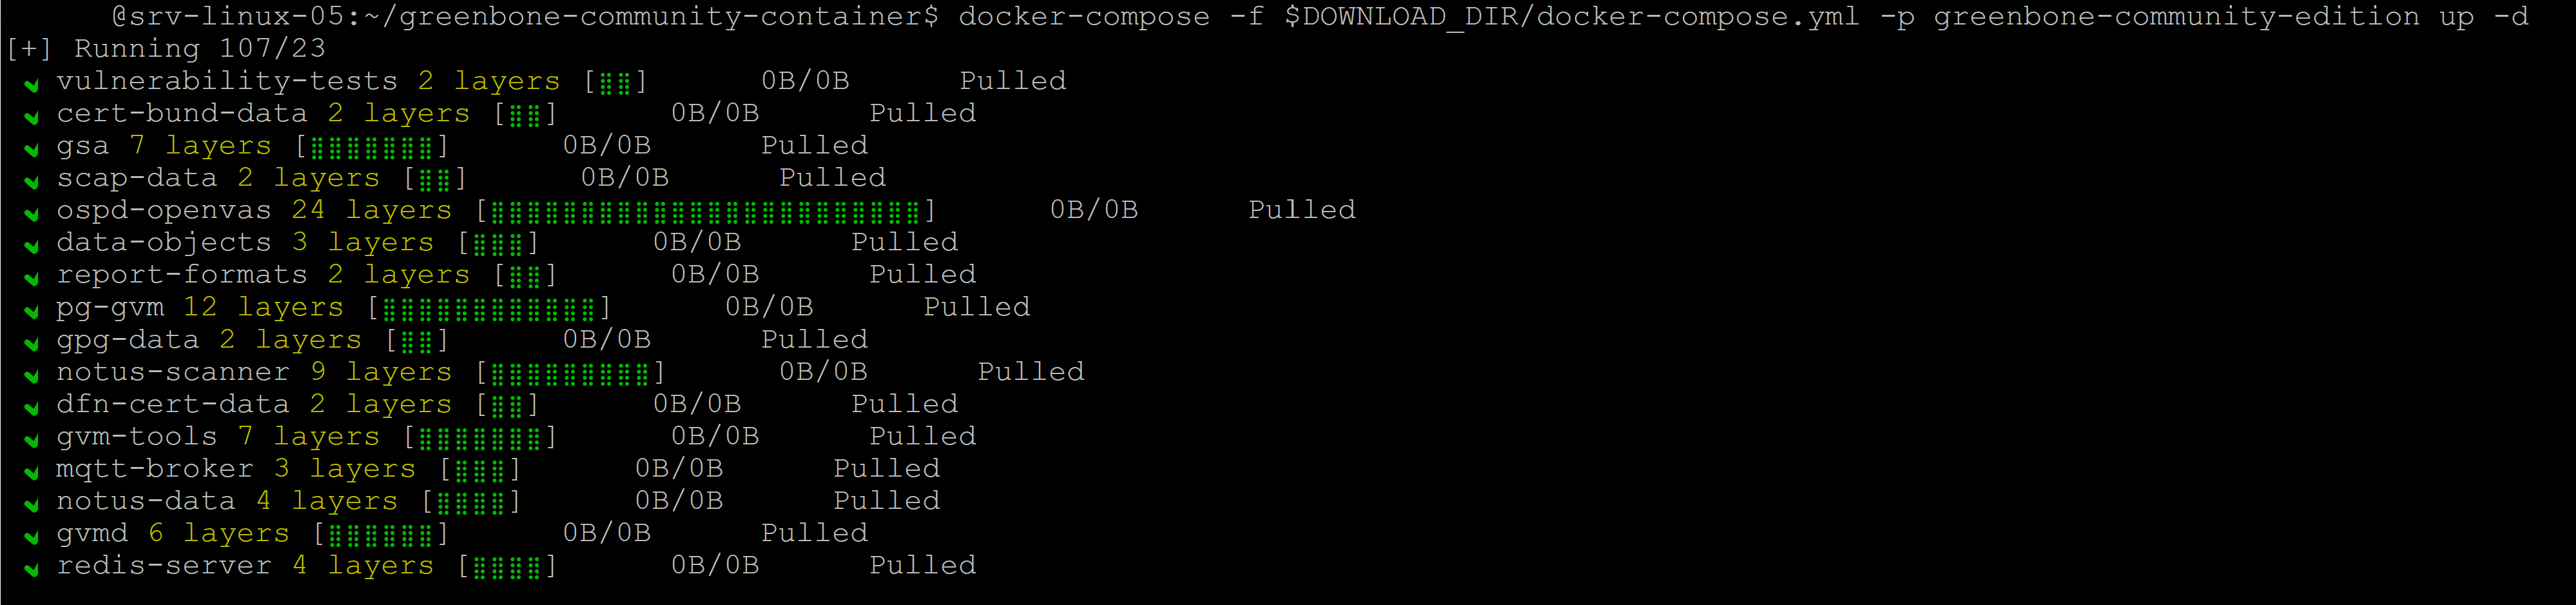 @srv-linux-05:~/greenbone-community-container$ docker-compose -f $DOWNLOAD_DIR/docker-compose.yml -p greenbone-community-edition up -d
[+] Running 107/23
✔ vulnerability-tests 2 layers [⣿⣿] 0B/0B Pulled
✔ cert-bund-data 2 layers [⣿⣿] 0B/0B Pulled
✔ gsa 7 layers [⣿⣿⣿⣿⣿⣿⣿] 0B/0B Pulled
✔ scap-data 2 layers [⣿⣿] 0B/0B Pulled
✔ ospd-openvas 24 layers [⣿⣿⣿⣿⣿⣿⣿⣿⣿⣿⣿⣿⣿⣿⣿⣿⣿⣿⣿⣿⣿⣿⣿⣿] 0B/0B Pulled
✔ data-objects 3 layers [⣿⣿⣿] 0B/0B Pulled
✔ report-formats 2 layers [⣿⣿] 0B/0B Pulled
✔ pg-gvm 12 layers [⣿⣿⣿⣿⣿⣿⣿⣿⣿⣿⣿⣿] 0B/0B Pulled
✔ gpg-data 2 layers [⣿⣿] 0B/0B Pulled
✔ notus-scanner 9 layers [⣿⣿⣿⣿⣿⣿⣿⣿⣿] 0B/0B Pulled
✔ dfn-cert-data 2 layers [⣿⣿] 0B/0B Pulled
✔ gvm-tools 7 layers [⣿⣿⣿⣿⣿⣿⣿] 0B/0B Pulled
✔ mqtt-broker 3 layers [⣿⣿⣿] 0B/0B Pulled
✔ notus-data 4 layers [⣿⣿⣿⣿] 0B/0B Pulled
✔ gvmd 6 layers [⣿⣿⣿⣿⣿⣿] 0B/0B Pulled
✔ redis-server 4 layers [⣿⣿⣿⣿] 0B/0B Pulled